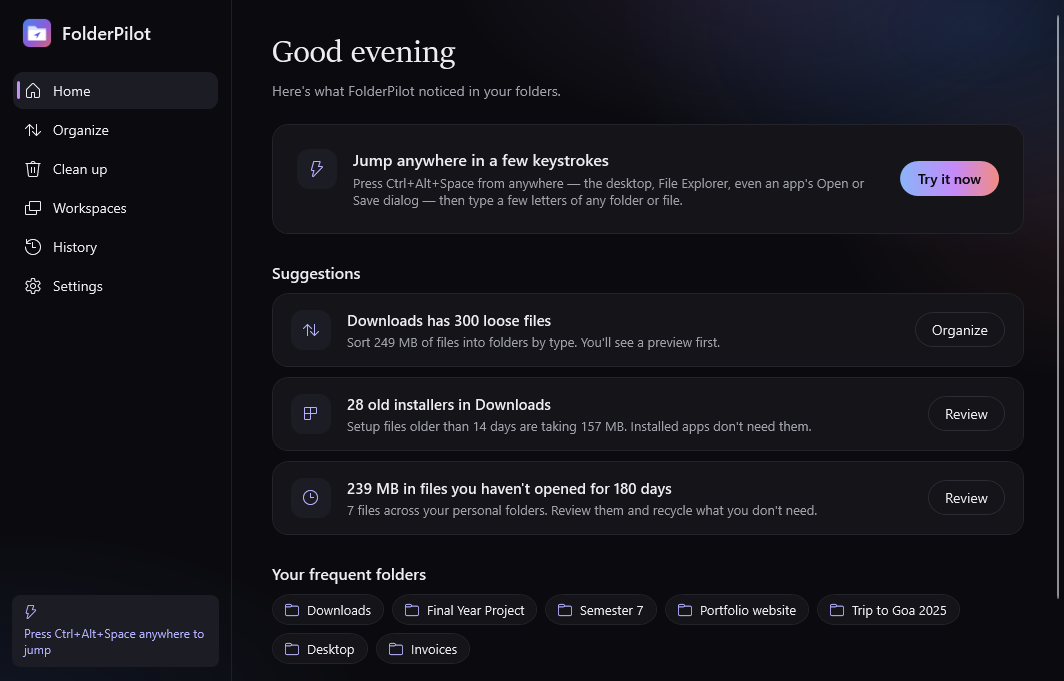 FolderPilot
Home
Organize
Clean up
Workspaces
History
Settings
Press Ctrl+Alt+Space anywhere to
jump
Good evening
Here's what FolderPilot noticed in your folders.
Jump anywhere in a few keystrokes
Press Ctrl+Alt+Space from anywhere — the desktop, File Explorer, even an app's Open or
Save dialog — then type a few letters of any folder or file.
Try it now
Suggestions
Downloads has 300 loose files
Sort 249 MB of files into folders by type. You'll see a preview first.
Organize
28 old installers in Downloads
Setup files older than 14 days are taking 157 MB. Installed apps don't need them.
Review
239 MB in files you haven't opened for 180 days
7 files across your personal folders. Review them and recycle what you don't need.
Review
Your frequent folders
Downloads Final Year Project Semester 7 Portfolio website Trip to Goa 2025
Desktop Invoices